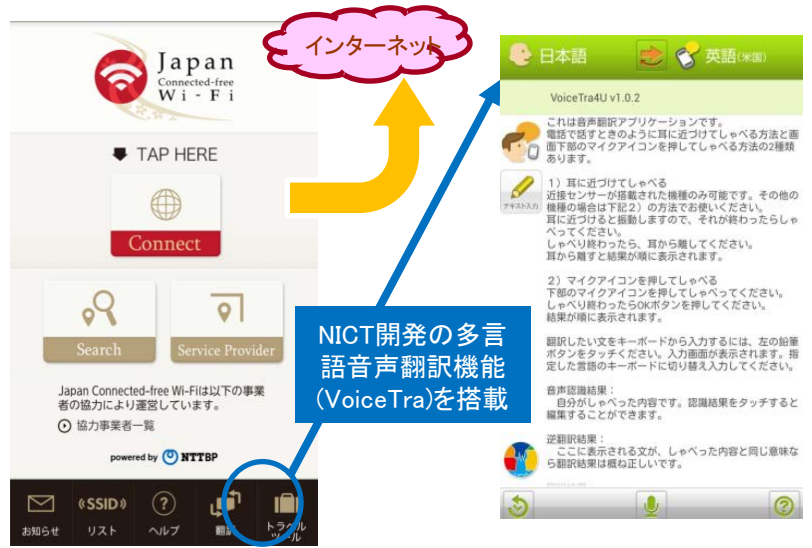 Japan
Connected-free
Wi-Fi
TAP HERE
Connect
Search
Service Provider
Japan Connected-free Wi-Fiは以下の事業
者の協力により運営しています。
協力事業者一覧
powered by NTTBP
お知らせ
SSID
リスト
?
ヘルプ
翻訳
トラベル
ツール
インターネット
NICT開発の多言
語音声翻訳機能
(VoiceTra)を搭載
日本語
英語(米国)
VoiceTra4U v1.0.2
これは音声翻訳アプリケーションです。
電話で話すときのように耳に近づけてしゃべる方法と画
面下部のマイクアイコンを押してしゃべる方法の2種類
あります。
テキスト入力
1）耳に近づけてしゃべる
近接センサーが搭載された機種のみ可能です。その他の
機種の場合は下記2）の方法でお使いください。
耳に近づけると振動しますので、それが終わったらしゃ
べってください。
しゃべり終わったら、耳から離してください。
耳から離すと結果が順に表示されます。
2）マイクアイコンを押してしゃべる
下部のマイクアイコンを押してしゃべってください。
しゃべり終わったらOKボタンを押してください。
結果が順に表示されます。
翻訳したい文をキーボードから入力するには、左の鉛筆
ボタンをタッチください。入力画面が表示されます。指
定した言語のキーボードに切り替え入力してください。
音声認識結果：
自分がしゃべった内容です。認識結果をタッチすると
編集することができます。
逆翻訳結果：
ここに表示される文が、しゃべった内容と同じ意味な
ら翻訳結果は概ね正しいです。
?